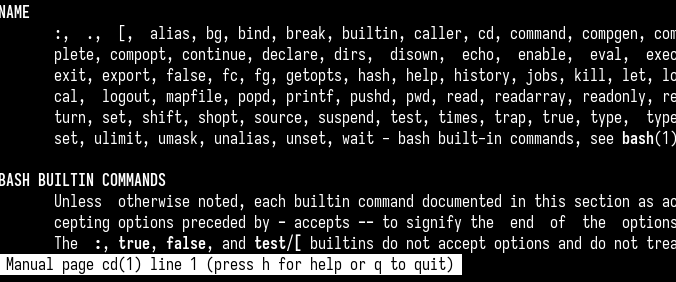 NAME
:, ., [, alias, bg, bind, break, builtin, caller, cd, command, compgen, com
plete, compopt, continue, declare, dirs, disown, echo, enable, eval, exec
exit, export, false, fc, fg, getopts, hash, help, history, jobs, kill, let, lo
cal, logout, mapfile, popd, printf, pushd, pwd, read, readarray, readonly, re
turn, set, shift, shopt, source, suspend, test, times, trap, true, type, type
set, ulimit, umask, unalias, unset, wait - bash built-in commands, see bash(1)
BASH BUILTIN COMMANDS
Unless otherwise noted, each builtin command documented in this section as ac
cepting options preceded by - accepts -- to signify the end of the options
The :, true, false, and test/[ builtins do not accept options and do not trea
Manual page cd(1) line 1 (press h for help or q to quit)